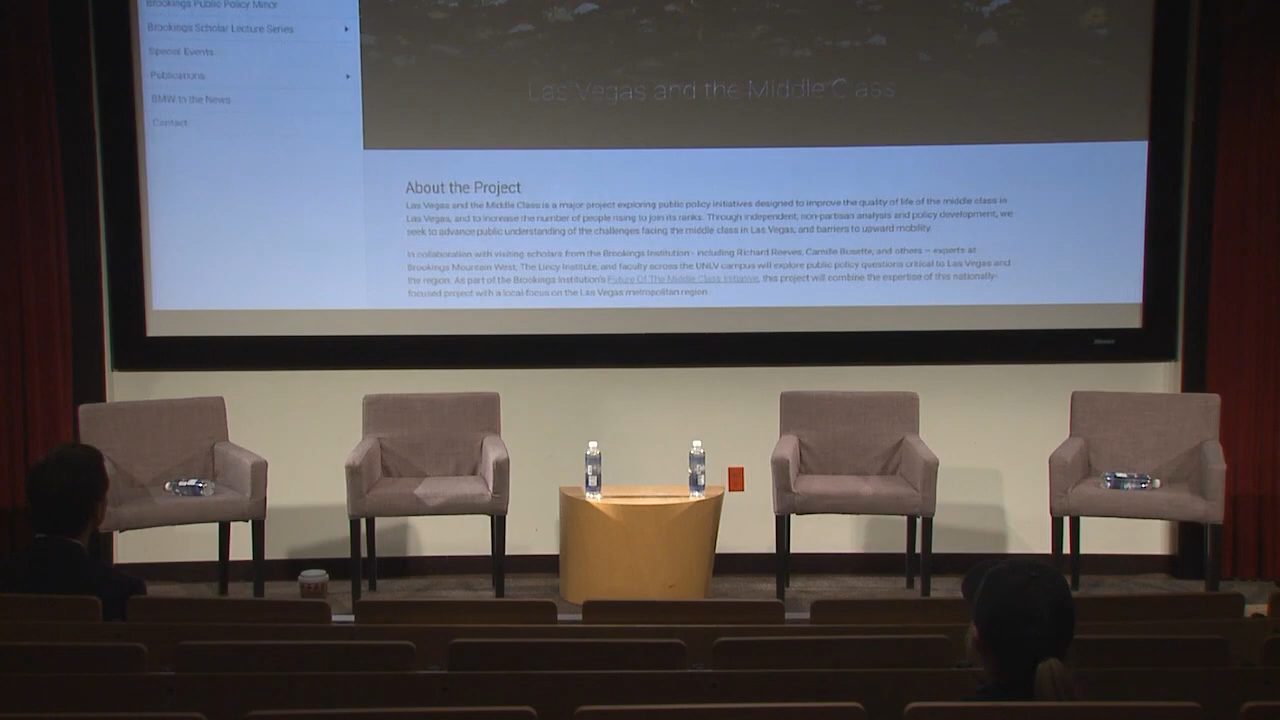 Brookings Public Policy Minor
Brookings Scholar Lecture Series
Special Events
Publications
BMW in the News
Contact
Las Vegas and the Middle Class
About the Project
Las Vegas and the Middle Class is a major project exploring public policy initiatives designed to improve the quality of life of the middle class in
Las Vegas, and to increase the number of people rising to join its ranks. Through independent, non-partisan analysis and policy development, we
seek to advance public understanding of the challenges facing the middle class in Las Vegas, and barriers to upward mobility.
In collaboration with visiting scholars from the Brookings Institution - including Richard Reeves, Camille Busette, and others – experts at
Brookings Mountain West, The Lincy Institute, and faculty across the UNLV campus will explore public policy questions critical to Las Vegas and
the region. As part of the Brookings Institution's Future Of The Middle Class Initiative, this project will combine the expertise of this nationally-
focused project with a local focus on the Las Vegas metropolitan region.